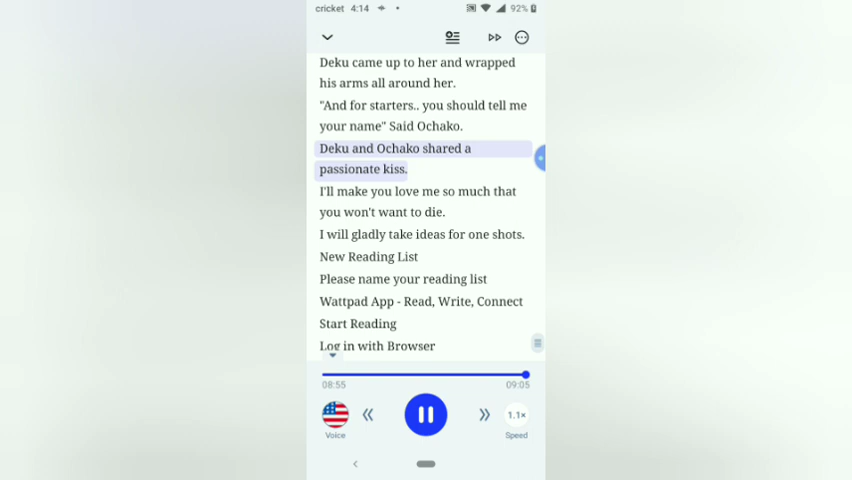 cricket 4:14 92%
Deku came up to her and wrapped
his arms all around her.
"And for starters.. you should tell me
your name" Said Ochako.
Deku and Ochako shared a
passionate kiss.
I'll make you love me so much that
you won't want to die.
I will gladly take ideas for one shots.
New Reading List
Please name your reading list
Wattpad App - Read, Write, Connect
Start Reading
Log in with Browser
08:55 09:05
1.1×
Voice Speed